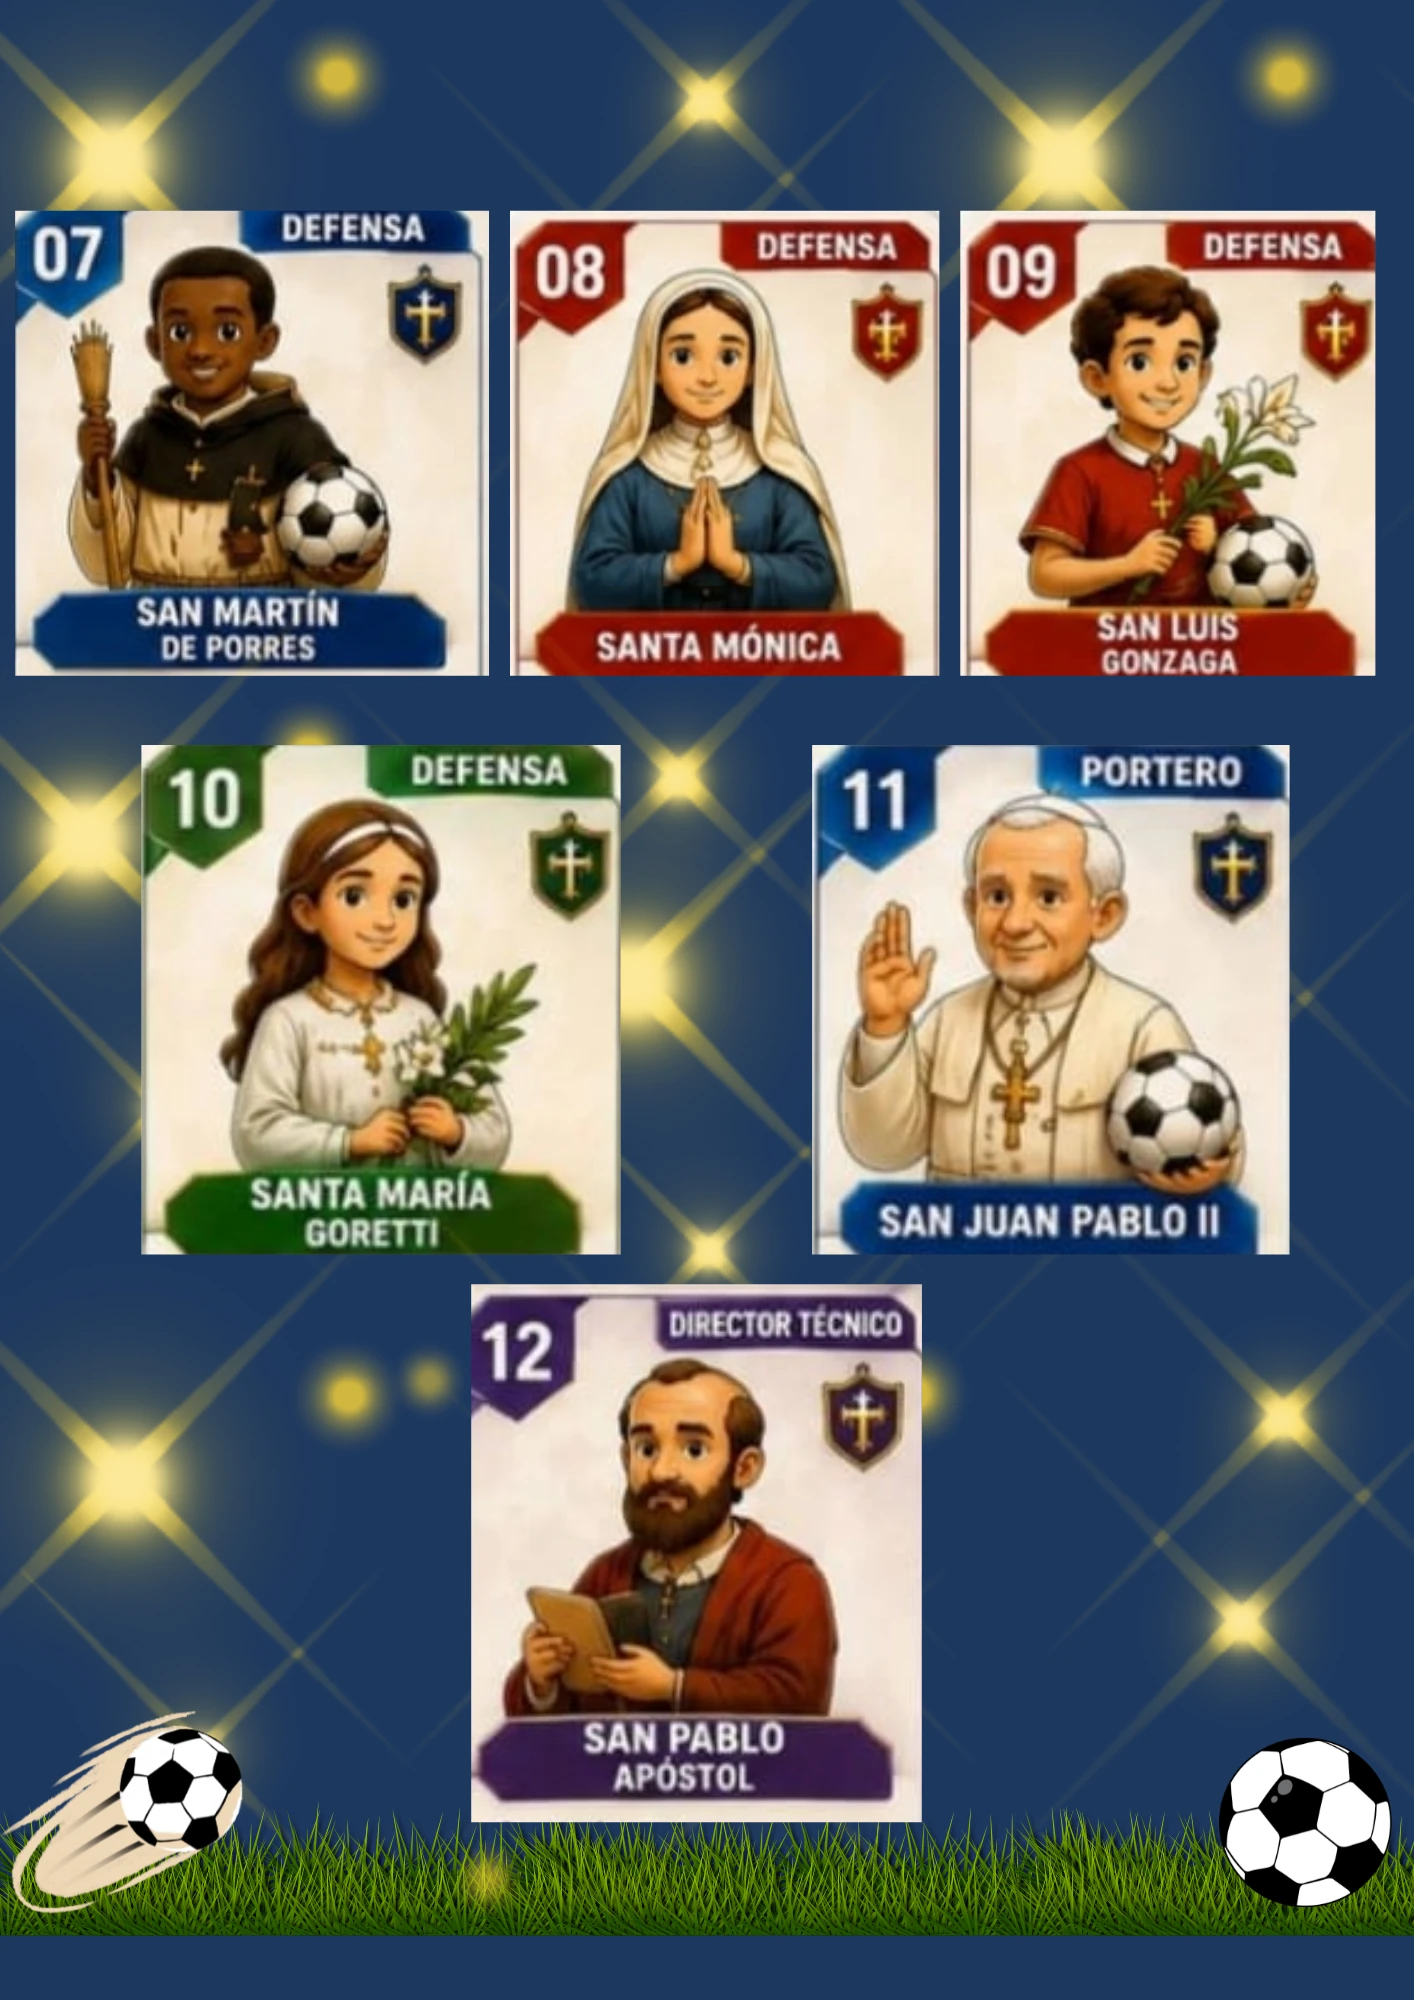 07
DEFENSA
SAN MARTÍN
DE PORRES
08
DEFENSA
SANTA MÓNICA
09
DEFENSA
SAN LUIS
GONZAGA
10
DEFENSA
SANTA MARÍA
GORETTI
11
PORTERO
SAN JUAN PABLO II
12
DIRECTOR TÉCNICO
SAN PABLO
APÓSTOL